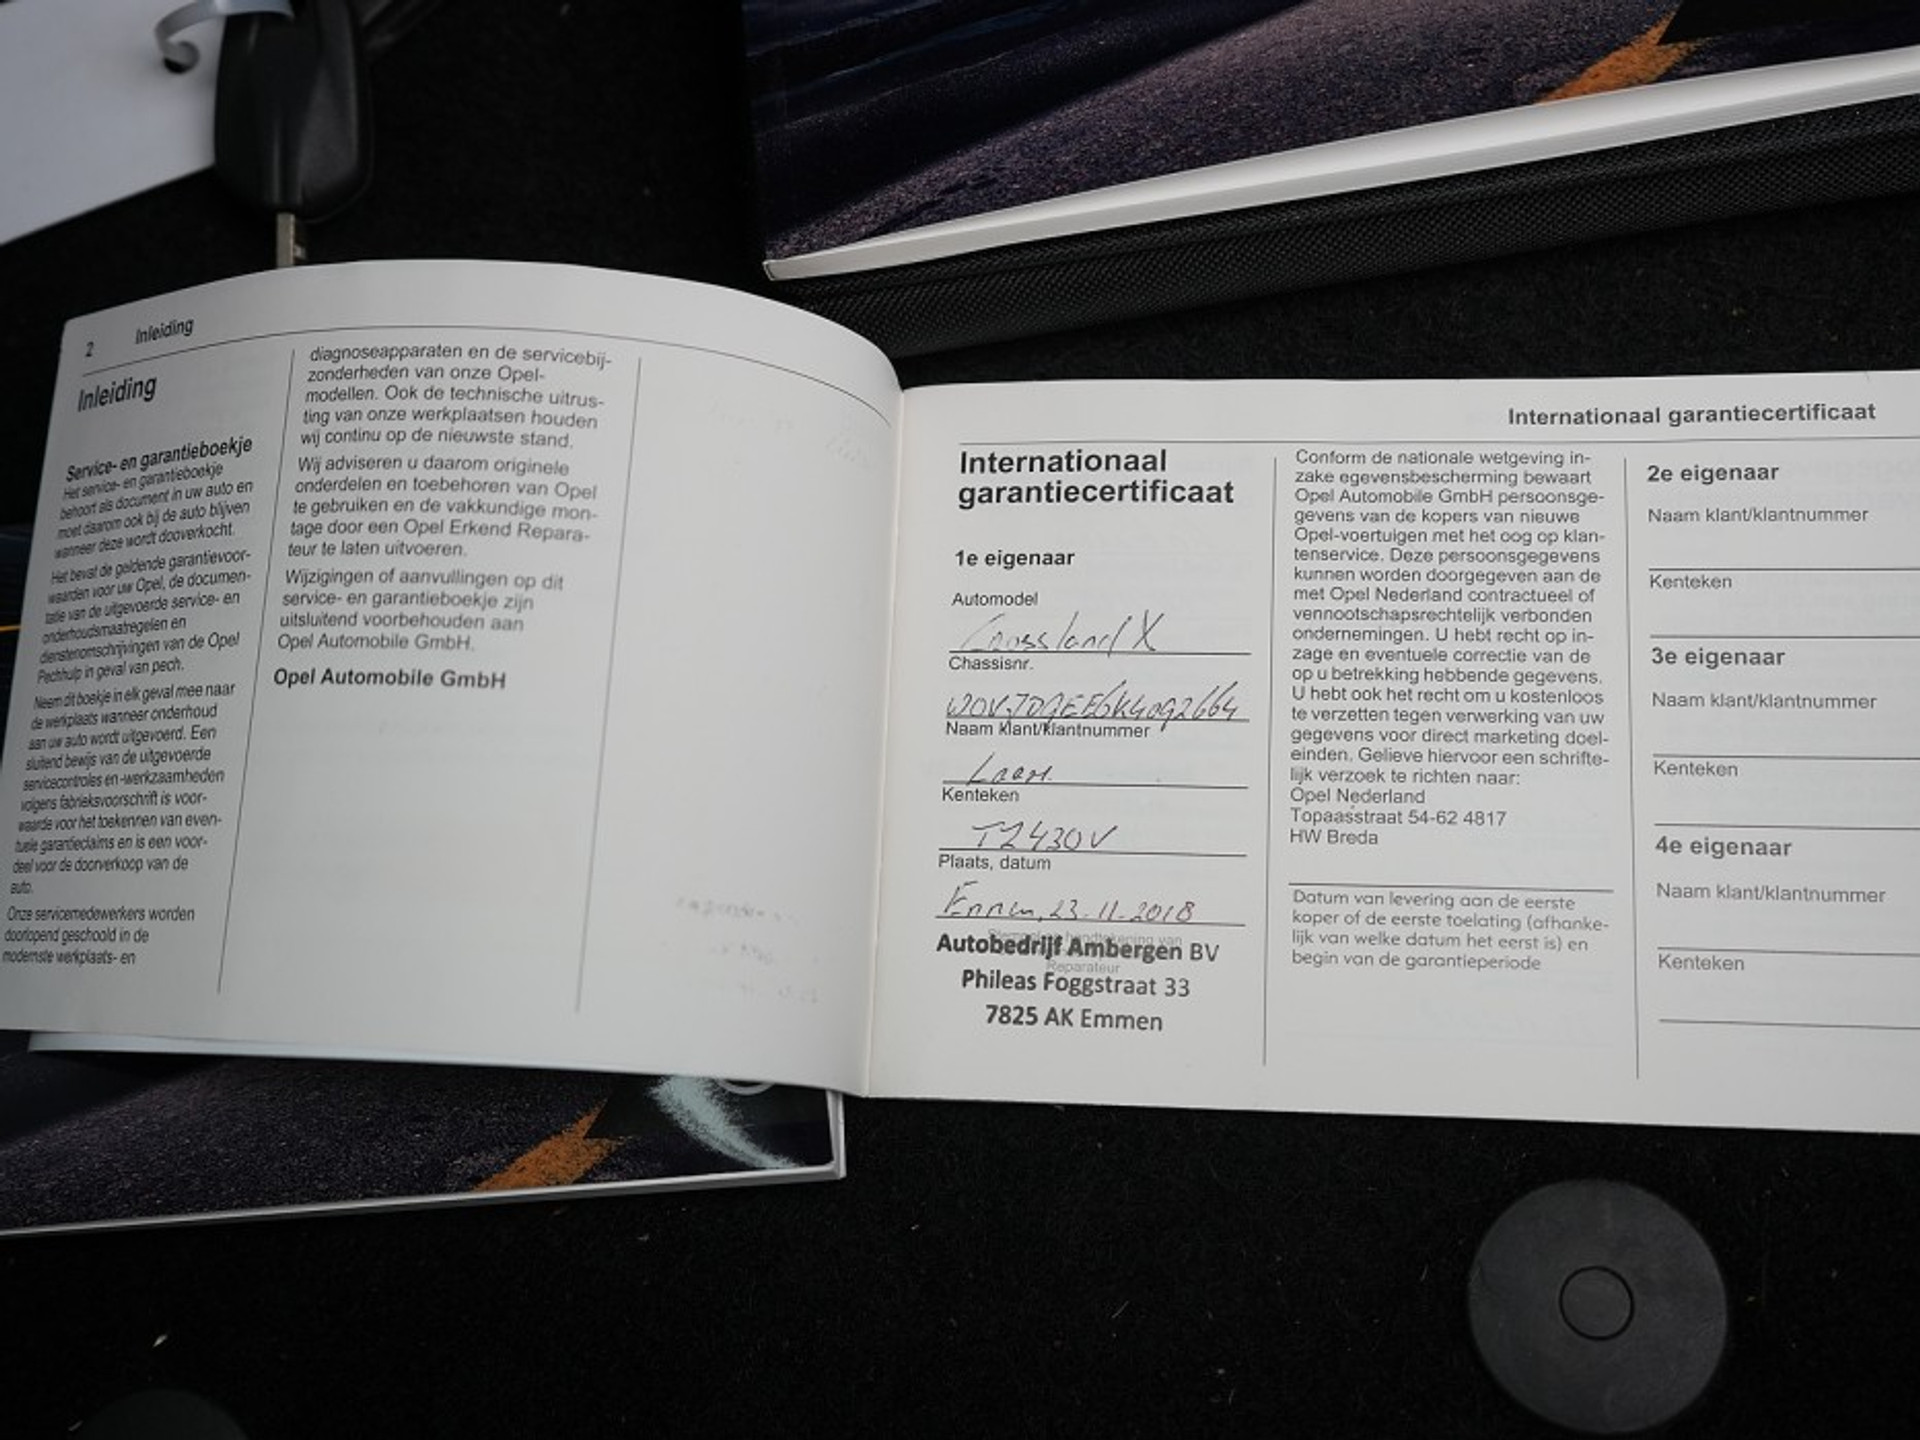 2 Inleiding
Inleiding
Service- en garantieboekje
Het service- en garantieboekje
behoort als document in uw auto en
moet daarom ook bij de auto blijven
wanneer deze wordt dooverkocht.
Het bevat de geldende garantievoor-
waarden voor uw Opel, de documen-
tatie van de uitgevoerde service- en
onderhoudsmaatregelen en
dienstenomschrijvingen van de Opel
Pechhulp in geval van pech.
Neem dit boekje in elk geval mee naar
de werkplaats wanneer onderhoud
aan uw auto wordt uitgevoerd. Een
sluitend bewijs van de uitgevoerde
servicecontroles en -werkzaamheden
volgens fabrieksvoorschrift is voor-
waarde voor het toekennen van even-
tuele garantieclaims en is een voor-
deel voor de doorverkoop van de
auto.
Onze servicemedewerkers worden
doorlopend geschoold in de
modernste werkplaats- en
diagnoseapparaten en de servicebij-
zonderheden van onze Opel-
modellen. Ook de technische uitrus-
ting van onze werkplaatsen houden
wij continu op de nieuwste stand.
Wij adviseren u daarom originele
onderdelen en toebehoren van Opel
te gebruiken en de vakkundige mon-
tage door een Opel Erkend Repara-
teur te laten uitvoeren.
Wijzigingen of aanvullingen op dit
service- en garantieboekje zijn
uitsluitend voorbehouden aan
Opel Automobile GmbH.
Opel Automobile GmbH
Internationaal garantiecertificaat
Internationaal
garantiecertificaat
1e eigenaar
Automodel
Crossland X
Chassisnr.
Naam klant/klantnummer
Kenteken
TZ430V
Plaats, datum
Emmen, 23-11-2018
Autobedrijf Ambergen BV
Reparateur
Phileas Foggstraat 33
7825 AK Emmen
Conform de nationale wetgeving in-
zake egevensbescherming bewaart
Opel Automobile GmbH persoonsge-
gevens van de kopers van nieuwe
Opel-voertuigen met het oog op klan-
tenservice. Deze persoonsgegevens
kunnen worden doorgegeven aan de
met Opel Nederland contractueel of
vennootschapsrechtelijk verbonden
ondernemingen. U hebt recht op in-
zage en eventuele correctie van de
op u betrekking hebbende gegevens.
U hebt ook het recht om u kostenloos
te verzetten tegen verwerking van uw
gegevens voor direct marketing doel-
einden. Gelieve hiervoor een schrifte-
lijk verzoek te richten naar:
Opel Nederland
Topaasstraat 54-62 4817
HW Breda
Datum van levering aan de eerste
koper of de eerste toelating (afhanke-
lijk van welke datum het eerst is) en
begin van de garantieperiode
2e eigenaar
Naam klant/klantnummer
Kenteken
3e eigenaar
Naam klant/klantnummer
Kenteken
4e eigenaar
Naam klant/klantnummer
Kenteken